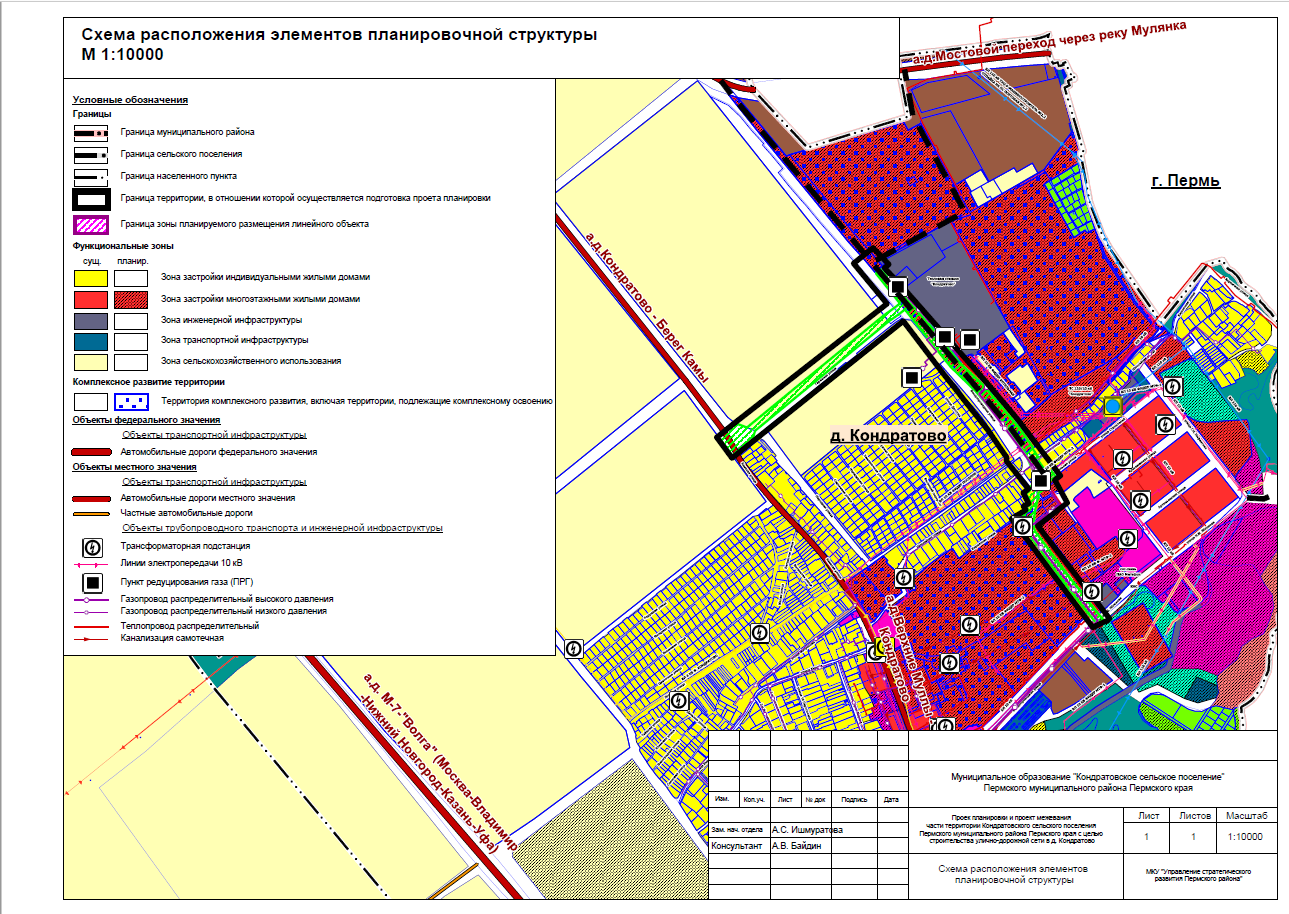 Схема расположения элементов планировочной структуры
М 1:10000
Условные обозначения
Границы
Граница муниципального района
Граница сельского поселения
Граница населенного пункта
Граница территории, в отношении которой осуществляется подготовка проета планировки
Граница зоны планируемого размещения линейного объекта
Функциональные зоны
сущ. планир.
Зона застройки индивидуальными жилыми домами
Зона застройки многоэтажными жилыми домами
Зона инженерной инфраструктуры
Зона транспортной инфраструктуры
Зона сельскохозяйственного использования
Комплексное развитие территории
Территория комплексного развития, включая территории, подлежащие комплексному освоению
Объекты федерального значения
Объекты транспортной инфраструктуры
Автомобильные дороги федерального значения
Объекты местного значения
Объекты транспортной инфраструктуры
Автомобильные дороги местного значения
Частные автомобильные дороги
Объекты трубопроводного транспорта и инженерной инфраструктуры
Трансформаторная подстанция
Линии электропередачи 10 кВ
Пункт редуцирования газа (ПРГ)
Газопровод распределительный высокого давления
Газопровод распределительный низкого давления
Теплопровод распределительный
Канализация самотечная
а.д.Мостовой переход через реку Мулянка
г. Пермь
а.д.Кондратово - Берег Камы
д. Кондратово
а.д.Верхние Муллы
Кондратово
а.д. М-7-"Волга" (Москва-Владимир
-Нижний Новгород-Казань-Уфа)
Изм. Кол.уч. Лист № док Подпись Дата
Зам. нач. отдела А.С. Ишмуратова
Консультант А.В. Байдин
Муниципальное образование "Кондратовское сельское поселение"
Пермского муниципального района Пермского края
Проек планировки и проект межевания
части территории Кондратовского сельского поселения
Пермского муниципального района Пермского края с целью
строительства улично-дорожной сети в д. Кондратово
Лист Листов Масштаб
1 1 1:10000
Схема расположения элементов
планировочной структуры
МКУ "Управление стратегического
развития Пермского района"